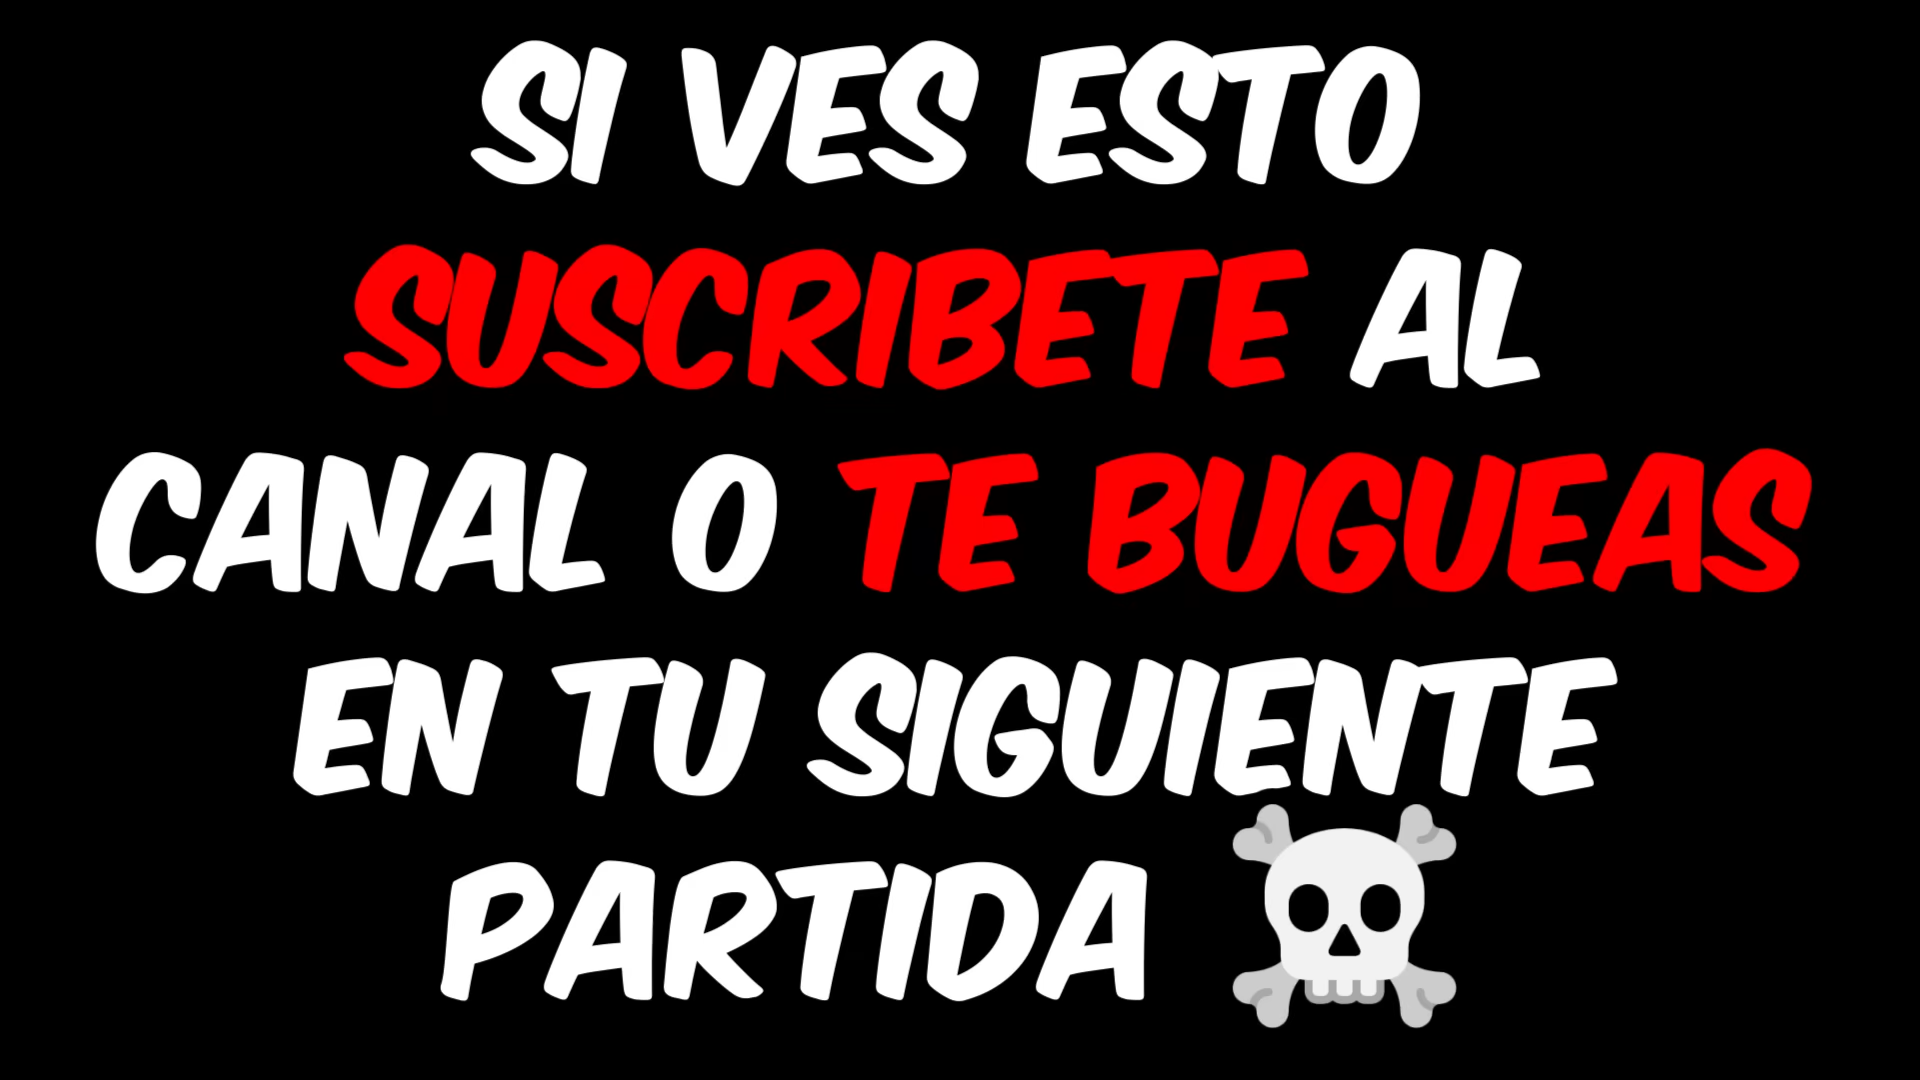 SI VES ESTO
SUSCRIBETE AL
CANAL O TE BUGUEAS
EN TU SIGUIENTE
PARTIDA